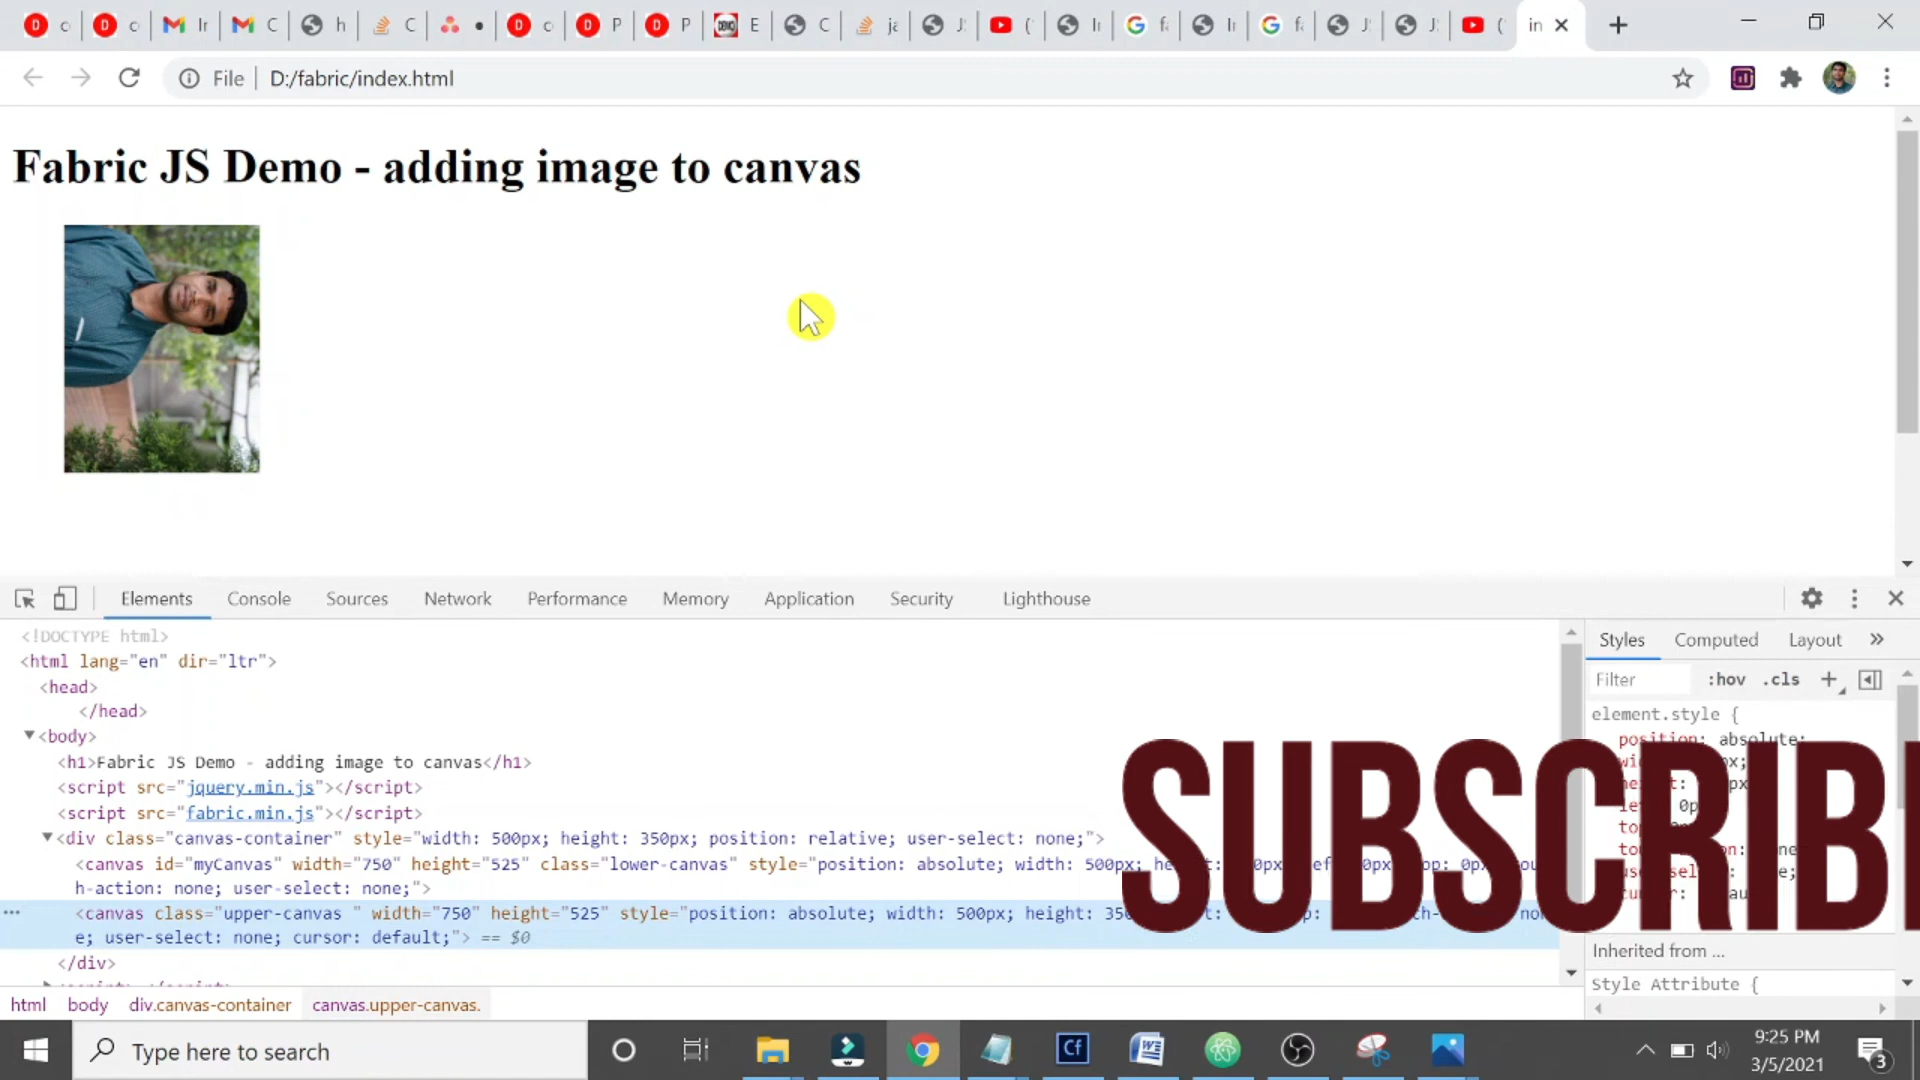 in
File
D:/fabric/index.html
Fabric JS Demo - adding image to canvas
Elements Console Sources Network Performance Memory Application Security Lighthouse
<!DOCTYPE html>
<html lang="en" dir="ltr">
<head>
</head>
<body>
<h1>Fabric JS Demo - adding image to canvas</h1>
<script src="jquery.min.js"></script>
<script src="fabric.min.js"></script>
<div class="canvas-container" style="width: 500px; height: 350px; position: relative; user-select: none;">
<canvas id="myCanvas" width="750" height="525" class="lower-canvas" style="position: absolute; width: 500px;
h-action: none; user-select: none;">
<canvas class="upper-canvas " width="750" height="525" style="position: absolute; width: 500px; height:
e; user-select: none; cursor: default;"> == $0
</div>
html body div.canvas-container canvas.upper-canvas.
Styles Computed Layout »
Filter :hov .cls +
element.style {
position: absolute;
SUBSCRIBE
Inherited from ...
Style Attribute {
Type here to search
Cf
9:25 PM
3/5/2021
3